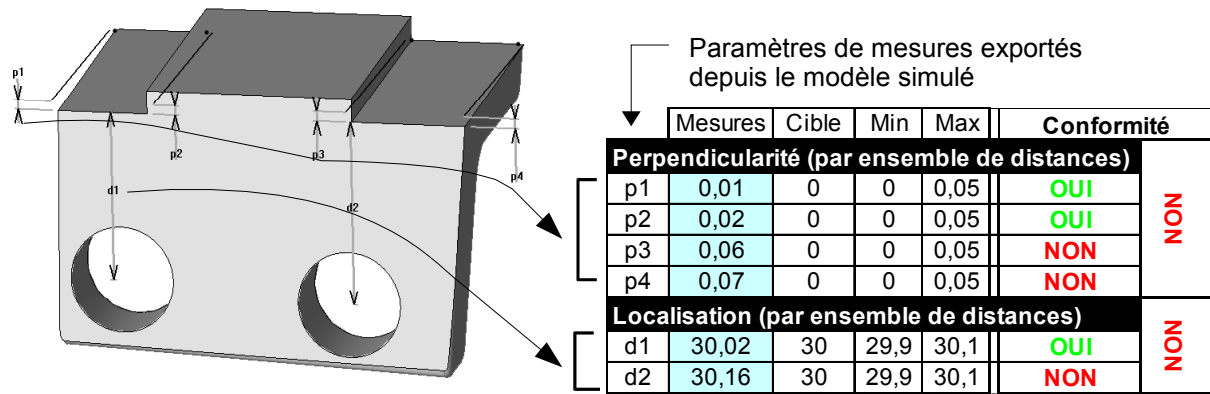 Paramètres de mesures exportés
depuis le modèle simulé
p1
p2
p3
p4
d1
d2
Mesures Cible Min Max Conformité
Perpendicularité (par ensemble de distances)
p1 0,01 0 0 0,05 OUI
p2 0,02 0 0 0,05 OUI
p3 0,06 0 0 0,05 NON
p4 0,07 0 0 0,05 NON
NON
Localisation (par ensemble de distances)
d1 30,02 30 29,9 30,1 OUI
d2 30,16 30 29,9 30,1 NON
NON